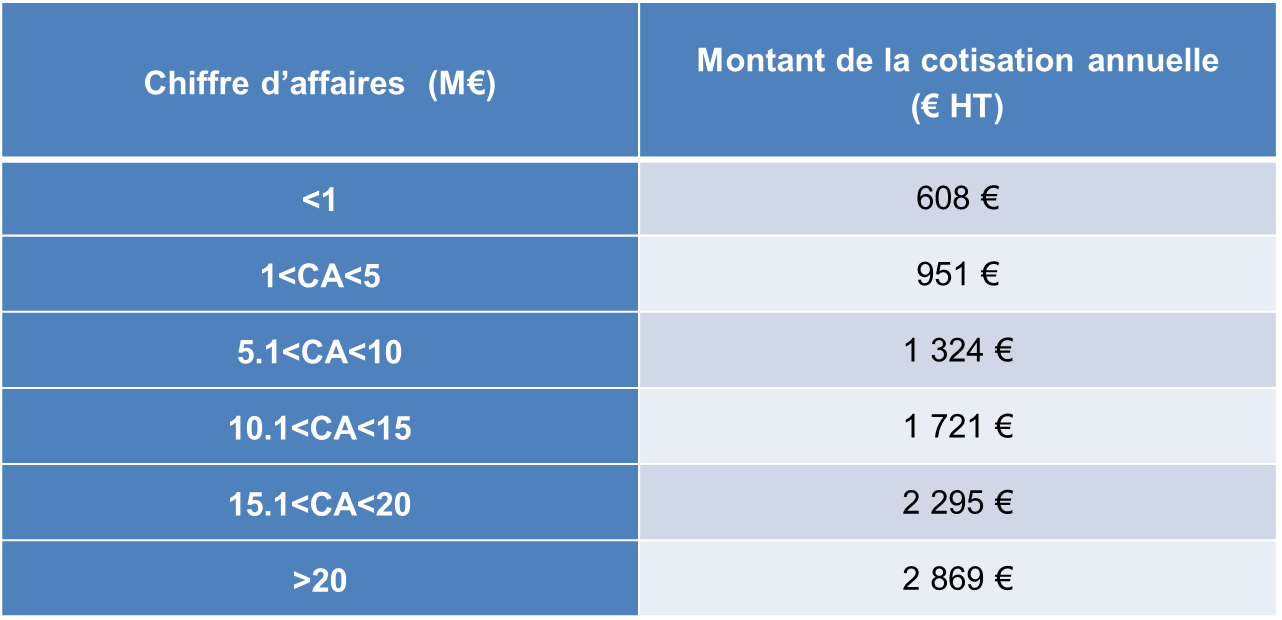 Chiffre d’affaires (M€)
Montant de la cotisation annuelle
(€ HT)
<1
608 €
1<CA<5
951 €
5.1<CA<10
1 324 €
10.1<CA<15
1 721 €
15.1<CA<20
2 295 €
>20
2 869 €